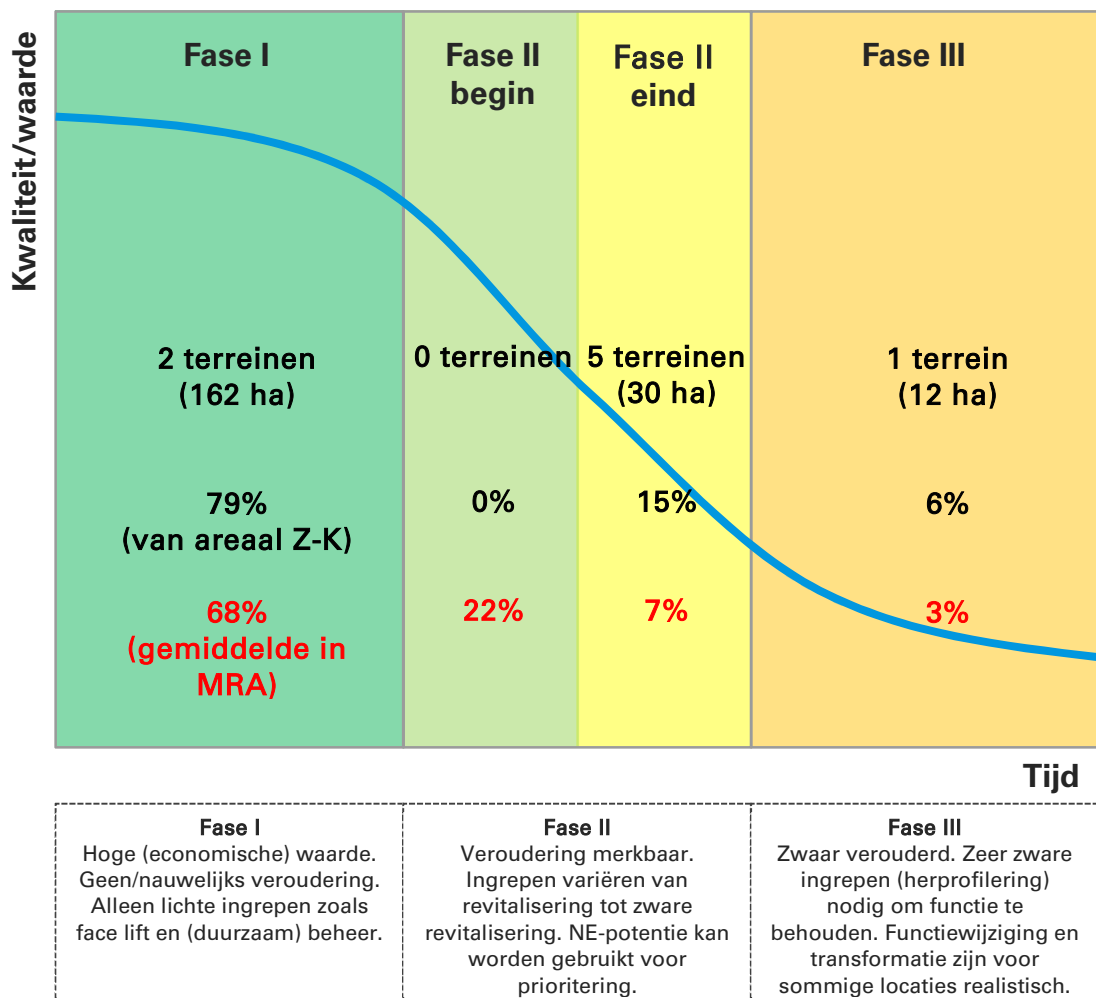 Kwaliteit/waarde
Fase I
2 terreinen
(162 ha)
79%
(van areaal Z-K)
68%
(gemiddelde in
MRA)
Fase II
begin
0 terreinen
0%
22%
Fase II
eind
5 terreinen
(30 ha)
15%
7%
Fase III
1 terrein
(12 ha)
6%
3%
Tijd
Fase I
Hoge (economische) waarde.
Geen/nauwelijks veroudering.
Alleen lichte ingrepen zoals
face lift en (duurzaam) beheer.
Fase II
Veroudering merkbaar.
Ingrepen variëren van
revitalisering tot zware
revitalisering. NE-potentie kan
worden gebruikt voor
prioritering.
Fase III
Zwaar verouderd. Zeer zware
ingrepen (herprofilering)
nodig om functie te
behouden. Functiewijziging en
transformatie zijn voor
sommige locaties realistisch.